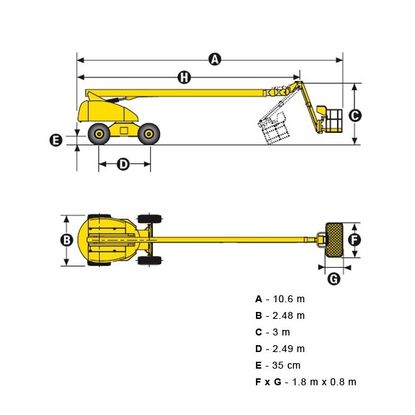 A
H
C
E
D
B
F
G
A - 10.6 m
B - 2.48 m
C - 3 m
D - 2.49 m
E - 35 cm
F x G - 1.8 m x 0.8 m